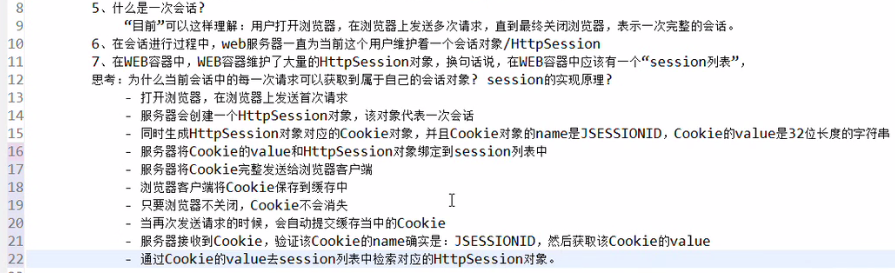 8 5、什么是一次会话?
9 “目前”可以这样理解：用户打开浏览器，在浏览器上发送多次请求，直到最终关闭浏览器，表示一次完整的会话。
10 6、在会话进行过程中，web服务器一直为当前这个用户维护着一个会话对象/HttpSession
11 7、在WEB容器中，WEB容器维护了大量的HttpSession对象，换句话说，在WEB容器中应该有一个“session列表”，
12 思考：为什么当前会话中的每一次请求可以获取到属于自己的会话对象? session的实现原理?
13 - 打开浏览器，在浏览器上发送首次请求
14 - 服务器会创建一个HttpSession对象，该对象代表一次会话
15 - 同时生成HttpSession对象对应的Cookie对象，并且Cookie对象的name是JSESSIONID，Cookie的value是32位长度的字符串
16 - 服务器将Cookie的value和HttpSession对象绑定到session列表中
17 - 服务器将Cookie完整发送给浏览器客户端
18 - 浏览器客户端将Cookie保存到缓存中
19 - 只要浏览器不关闭，Cookie不会消失
20 - 当再次发送请求的时候，会自动提交缓存当中的Cookie
21 - 服务器接收到Cookie，验证该Cookie的name确实是：JSESSIONID，然后获取该Cookie的value
22 - 通过Cookie的value去session列表中检索对应的HttpSession对象。